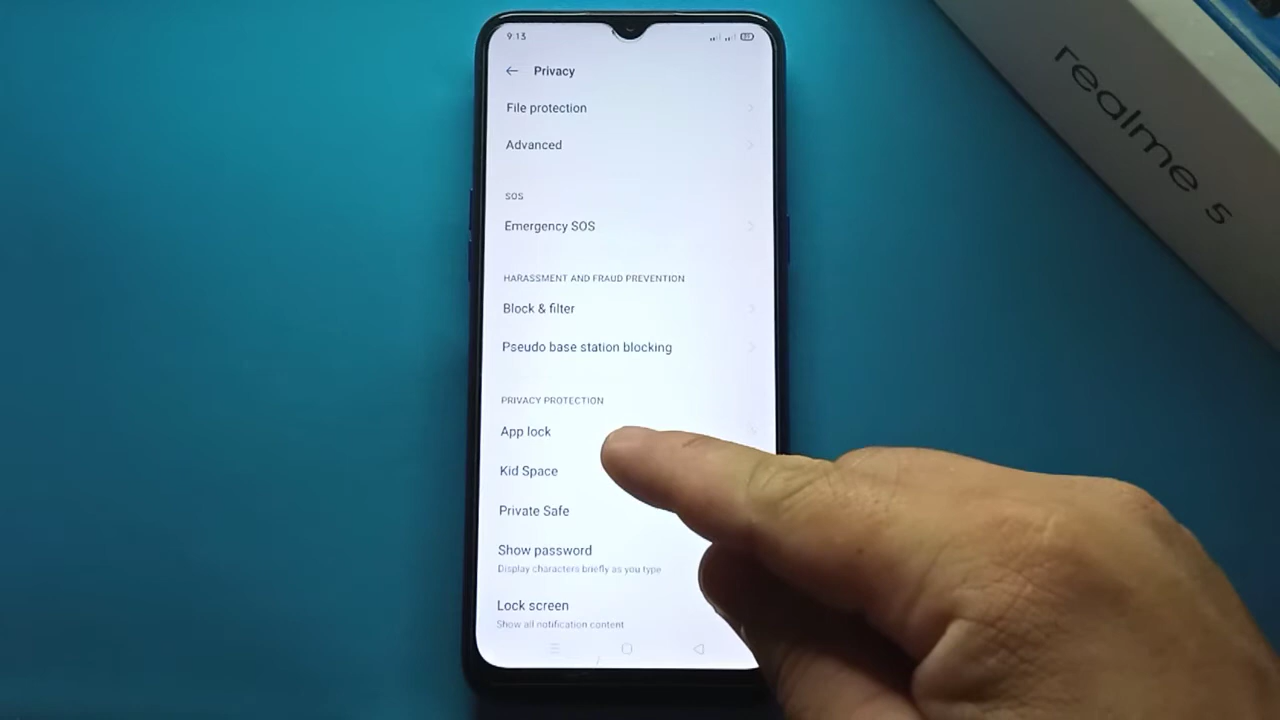 9:13
Privacy
File protection
Advanced
SOS
Emergency SOS
HARASSMENT AND FRAUD PREVENTION
Block & filter
Pseudo base station blocking
PRIVACY PROTECTION
App lock
Kid Space
Private Safe
Show password
Display characters briefly as you type
Lock screen
Show all notification content
realme 5